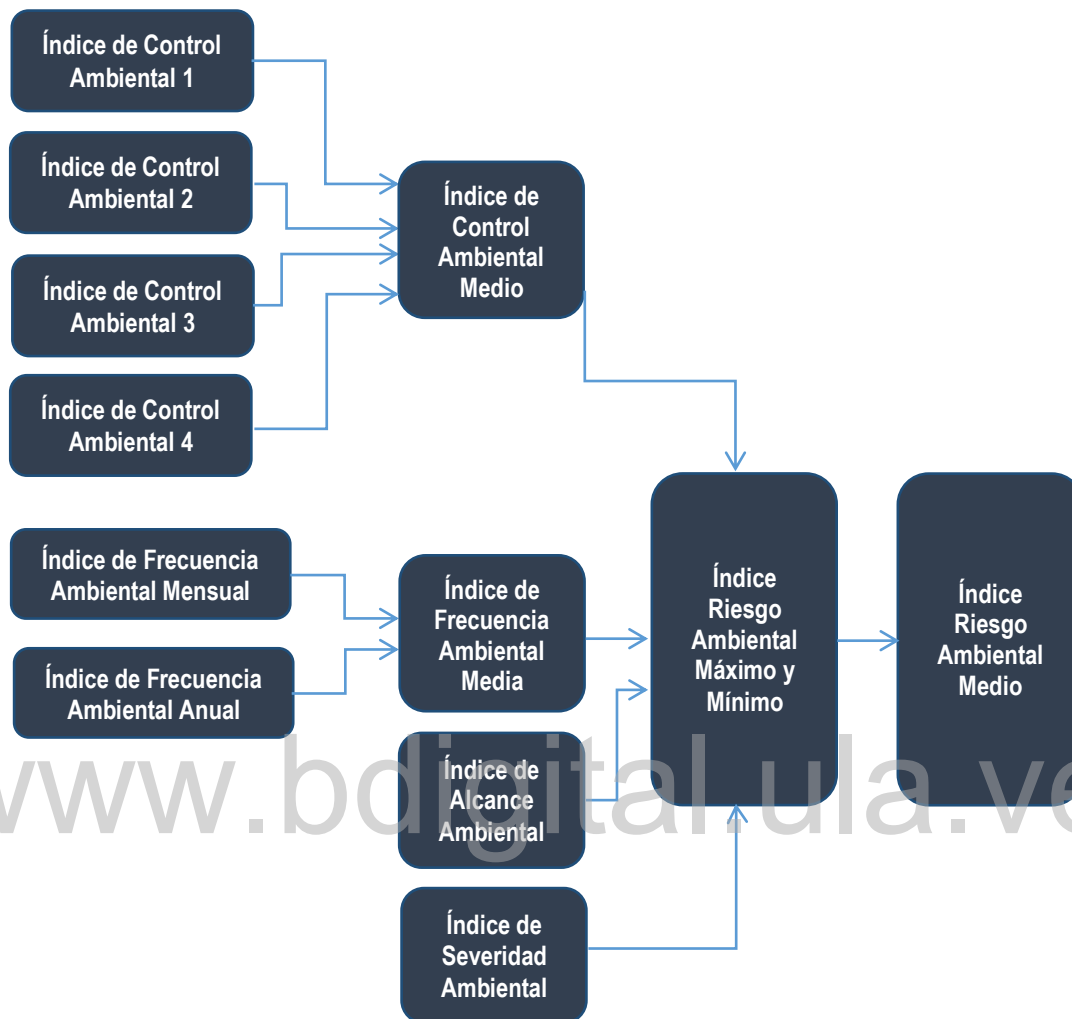 Índice de Control
Ambiental 1
Índice de Control
Ambiental 2
Índice de Control
Ambiental 3
Índice de Control
Ambiental 4
Índice de
Control
Ambiental
Medio
Índice de Frecuencia
Ambiental Mensual
Índice de Frecuencia
Ambiental Anual
Índice de
Frecuencia
Ambiental
Media
Índice de
Alcance
Ambiental
Índice de
Severidad
Ambiental
Índice
Riesgo
Ambiental
Máximo y
Mínimo
Índice
Riesgo
Ambiental
Medio
www.bdigital.ula.ve